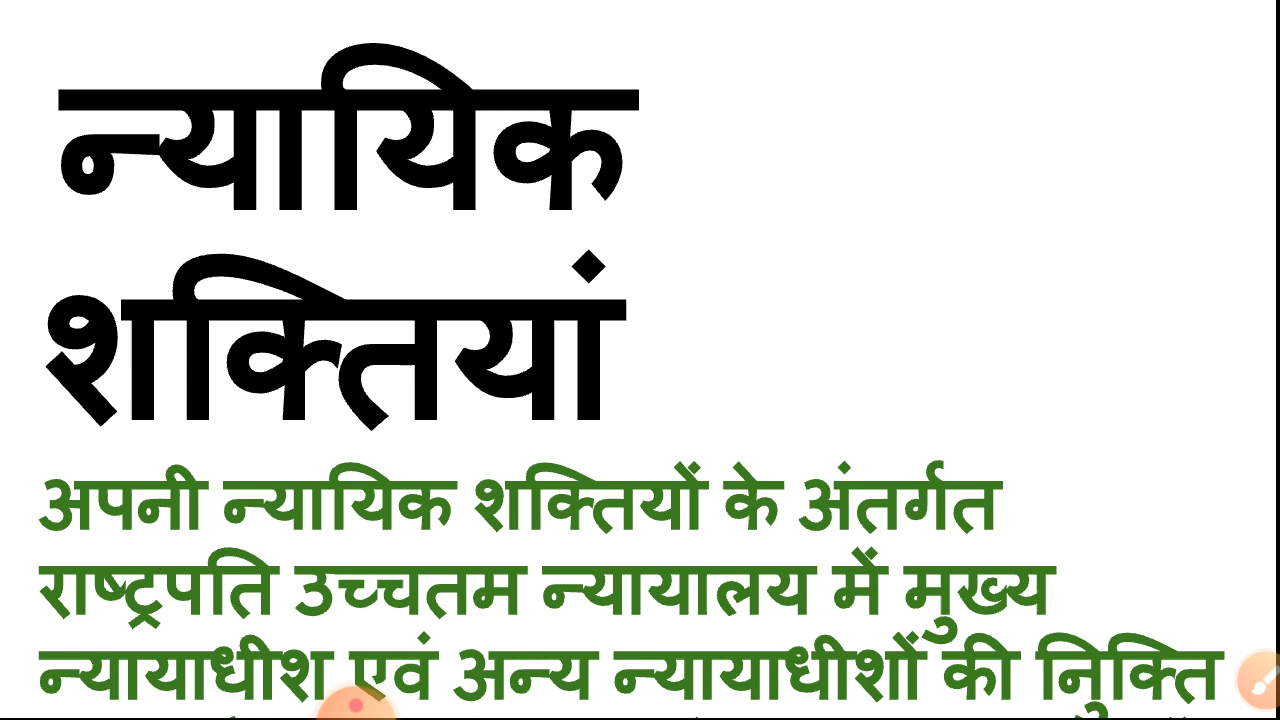 न्यायिक
शक्तियां
अपनी न्यायिक शक्तियों के अंतर्गत
राष्ट्रपति उच्चतम न्यायालय में मुख्य
न्यायाधीश एवं अन्य न्यायाधीशों की निुक्ति